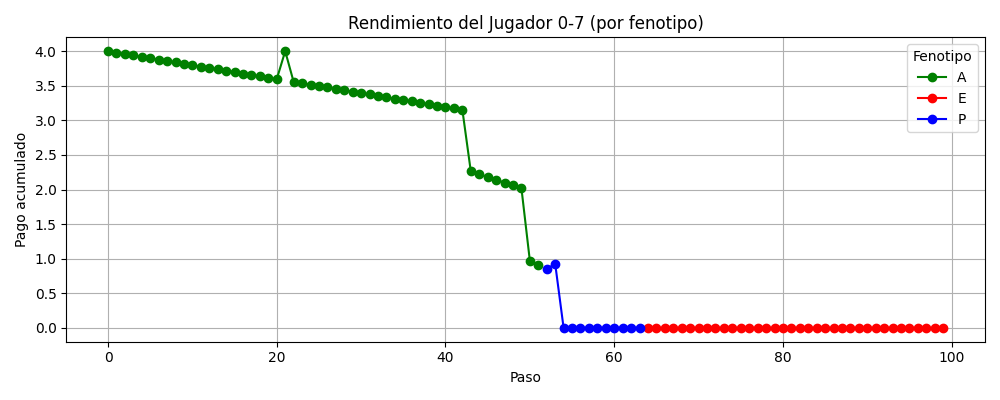 Rendimiento del Jugador 0-7 (por fenotipo)
Pago acumulado
4.0
3.5
3.0
2.5
2.0
1.5
1.0
0.5
0.0
Fenotipo
A
E
P
0
20
40
60
80
100
Paso